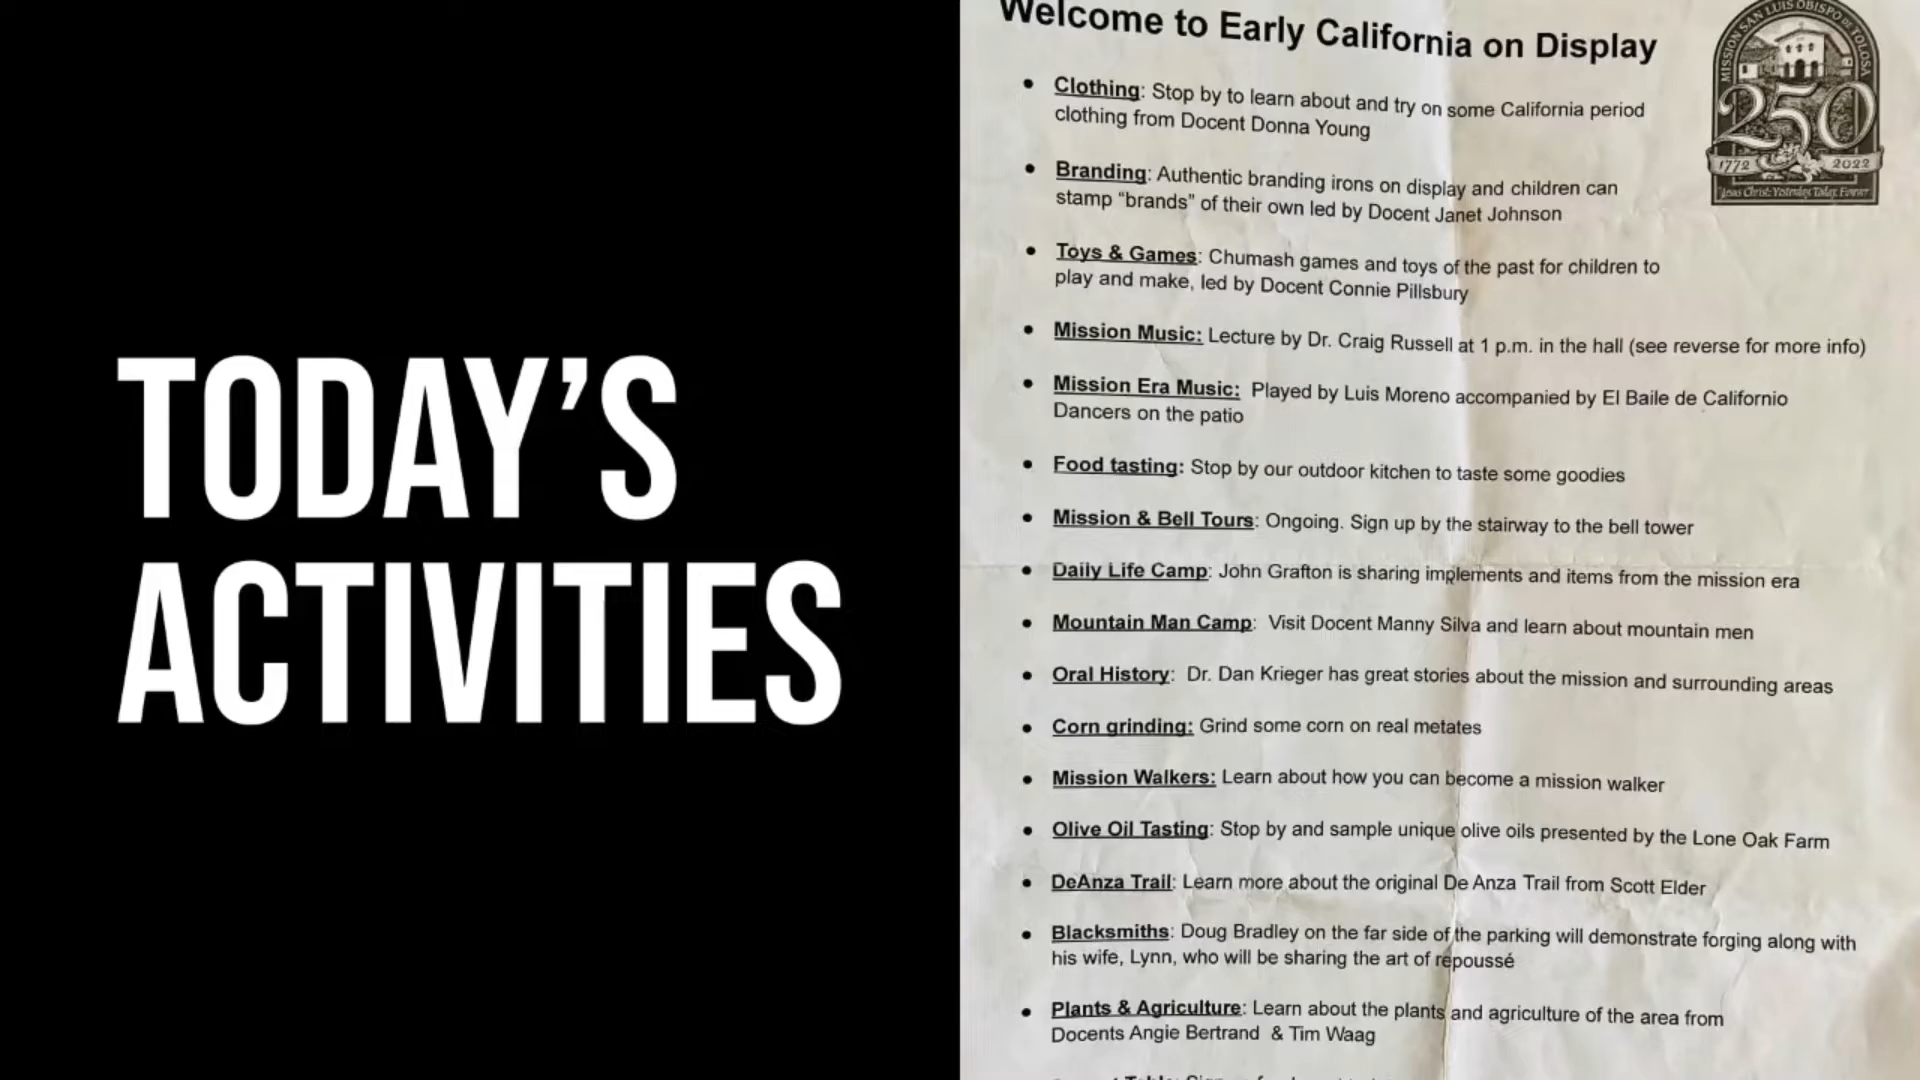 TODAY'S
ACTIVITIES
Welcome to Early California on Display
MISSION SAN LUIS OBISPO DE TOLOSA
250
1772 2022
Jesus Christ: Yesterday, Today, Forever
• Clothing: Stop by to learn about and try on some California period
clothing from Docent Donna Young
• Branding: Authentic branding irons on display and children can
stamp “brands” of their own led by Docent Janet Johnson
• Toys & Games: Chumash games and toys of the past for children to
play and make, led by Docent Connie Pillsbury
• Mission Music: Lecture by Dr. Craig Russell at 1 p.m. in the hall (see reverse for more info)
• Mission Era Music: Played by Luis Moreno accompanied by El Baile de Californio
Dancers on the patio
• Food tasting: Stop by our outdoor kitchen to taste some goodies
• Mission & Bell Tours: Ongoing. Sign up by the stairway to the bell tower
• Daily Life Camp: John Grafton is sharing implements and items from the mission era
• Mountain Man Camp: Visit Docent Manny Silva and learn about mountain men
• Oral History: Dr. Dan Krieger has great stories about the mission and surrounding areas
• Corn grinding: Grind some corn on real metates
• Mission Walkers: Learn about how you can become a mission walker
• Olive Oil Tasting: Stop by and sample unique olive oils presented by the Lone Oak Farm
• DeAnza Trail: Learn more about the original De Anza Trail from Scott Elder
• Blacksmiths: Doug Bradley on the far side of the parking will demonstrate forging along with
his wife, Lynn, who will be sharing the art of repoussé
• Plants & Agriculture: Learn about the plants and agriculture of the area from
Docents Angie Bertrand & Tim Waag